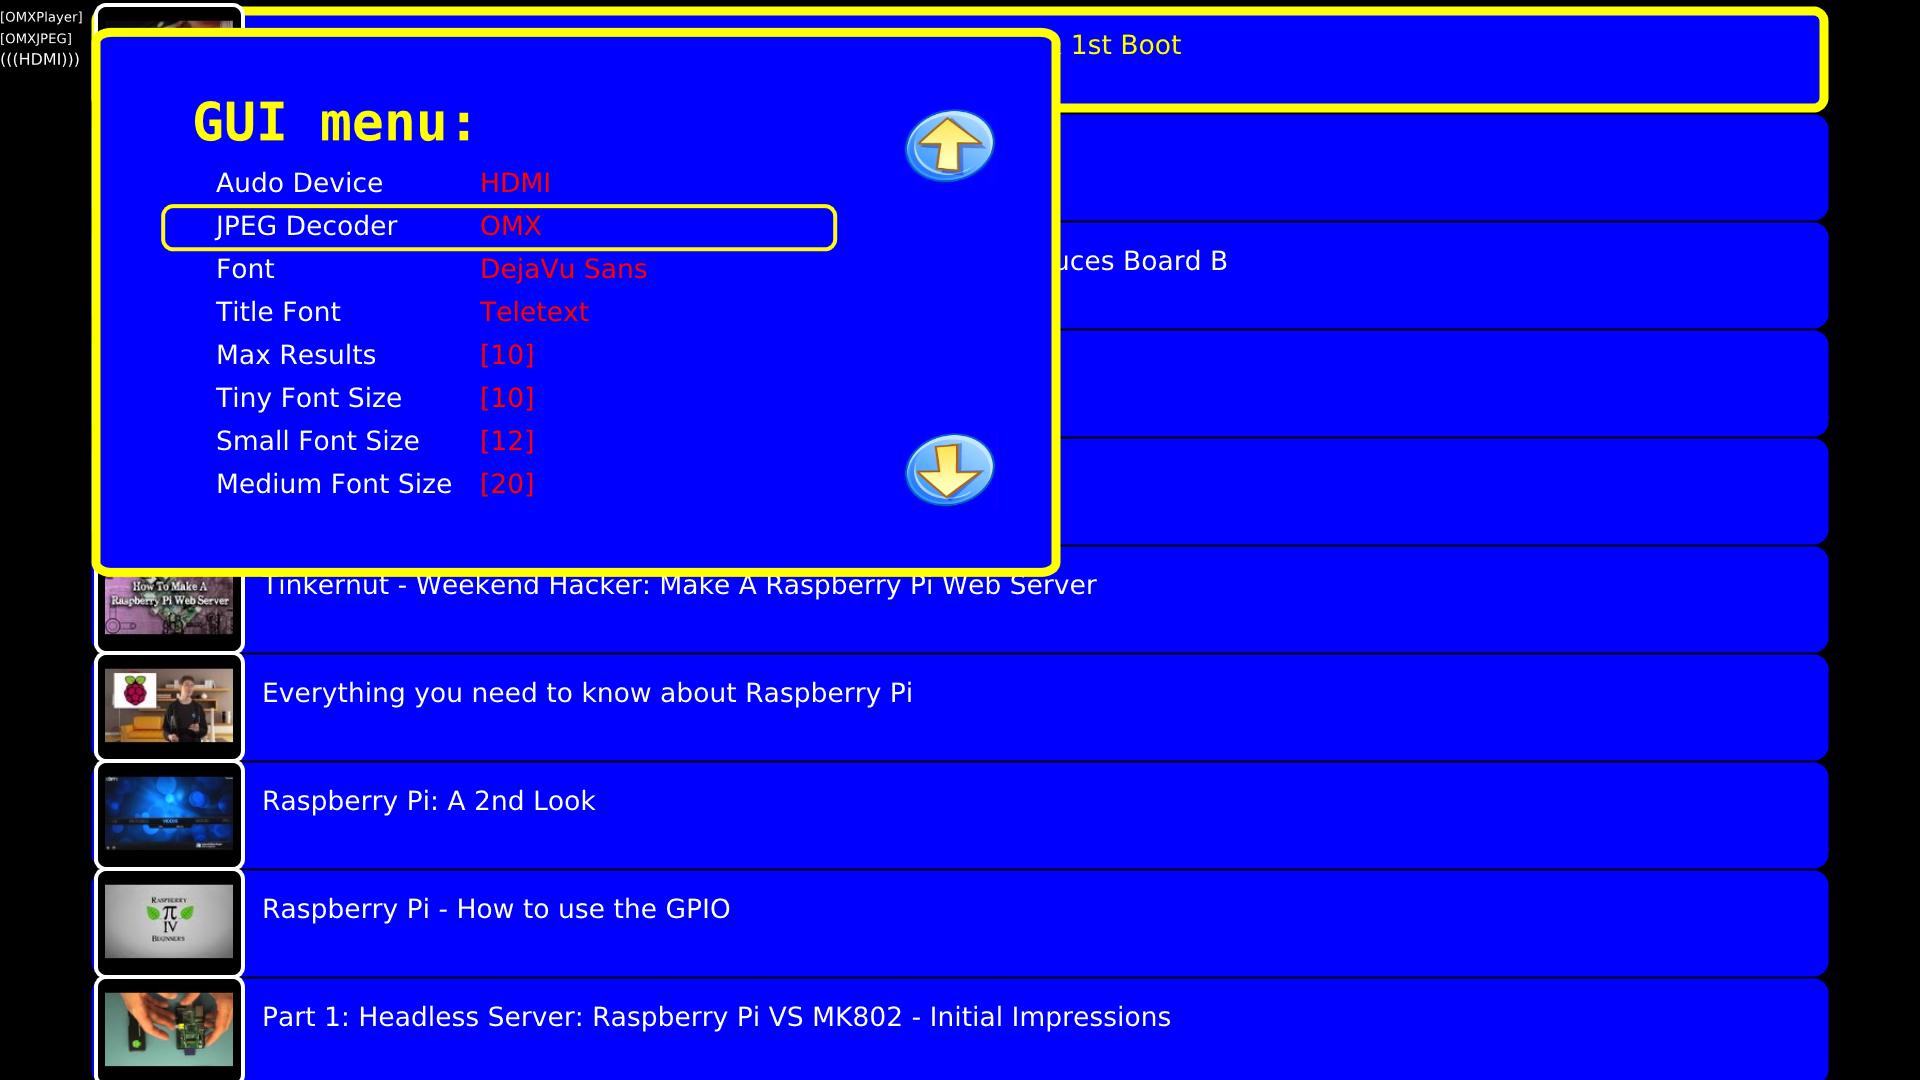 [OMXPlayer]
[OMXJPEG]
(((HDMI)))
1st Boot
GUI menu:
Audo Device HDMI
JPEG Decoder OMX
Font DejaVu Sans
Title Font Teletext
Max Results [10]
Tiny Font Size [10]
Small Font Size [12]
Medium Font Size [20]
uces Board B
How To Make A
Raspberry Pi Web Server
Tinkernut - Weekend Hacker: Make A Raspberry Pi Web Server
Everything you need to know about Raspberry Pi
Raspberry Pi: A 2nd Look
RASPBERRY
π
IV
BEGINNERS
Raspberry Pi - How to use the GPIO
Part 1: Headless Server: Raspberry Pi VS MK802 - Initial Impressions